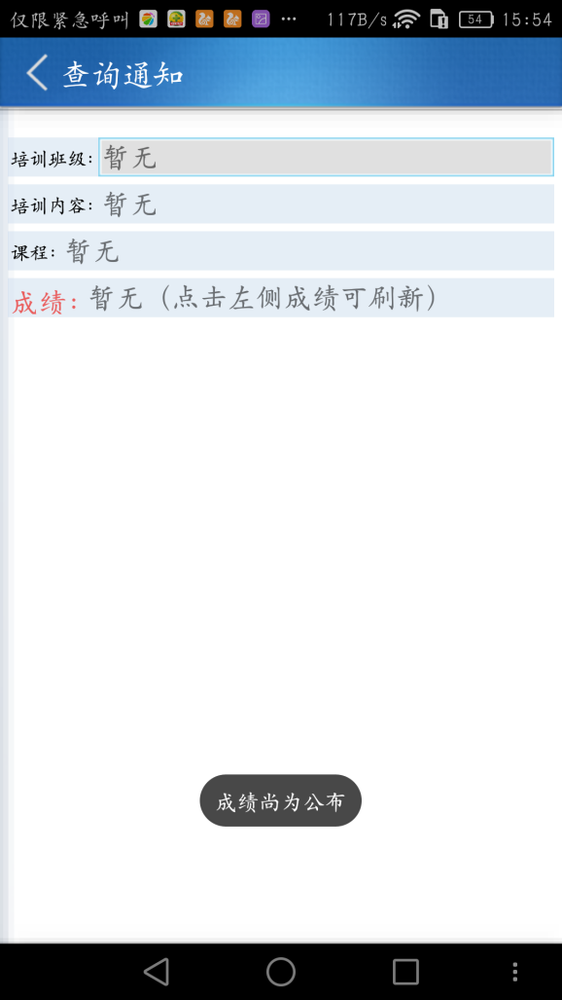 仅限紧急呼叫 ... 117B/s 54 15:54
查询通知
培训班级: 暂无
培训内容: 暂无
课程: 暂无
成绩: 暂无 (点击左侧成绩可刷新)
成绩尚为公布